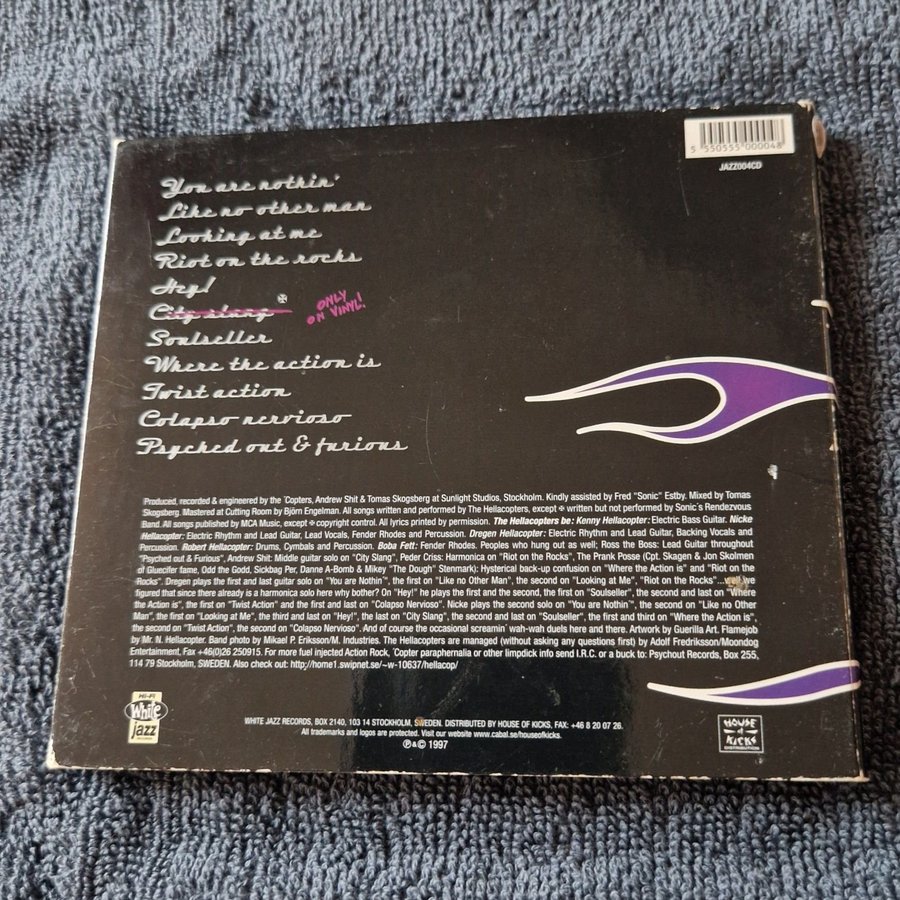 5 550555 000048
JAZZ004CD
You are nothin'
Like no other man
Looking at me
Riot on the rocks
Hey!
City slang
ONLY
ON VINYL!
Soulseller
Where the action is
Twist action
Colapso nervioso
Psyched out & furious
Produced, recorded & engineered by the 'Copters, Andrew Shit & Tomas Skogsberg at Sunlight Studios, Stockholm. Kindly assisted by Fred "Sonic" Estby. Mixed by Tomas
Skogsberg. Mastered at Cutting Room by Björn Engelman. All songs written and performed by The Hellacopters, except ✠ written but not performed by Sonic's Rendezvous
Band. All songs published by MCA Music, except ✠ copyright control. All lyrics printed by permission. The Hellacopters be: Kenny Hellacopter: Electric Bass Guitar. Nicke
Hellacopter: Electric Rhythm and Lead Guitar, Lead Vocals, Fender Rhodes and Percussion. Dregen Hellacopter: Electric Rhythm and Lead Guitar, Backing Vocals and
Percussion. Robert Hellacopter: Drums, Cymbals and Percussion. Boba Fett: Fender Rhodes. Peoples who hung out as well; Ross the Boss: Lead Guitar throughout
"Psyched out & Furious", Andrew Shit: Middle guitar solo on "City Slang", Peder Criss: Harmonica on "Riot on the Rocks", The Prank Posse (Cpt. Skagen & Jon Skolmen
of Gluecifer fame, Odd the God, Sickbag Per, Danne A-Bomb & Mikey "The Dough" Stenmark): Hysterical back-up confusion on "Where the Action is" and "Riot on the
Rocks". Dregen plays the first and last guitar solo on "You are Nothin'", the first on "Like no Other Man", the second on "Looking at Me", "Riot on the Rocks"...well we
figured that since there already is a harmonica solo here why bother? On "Hey!" he plays the first and the second, the first on "Soulseller", the second and last on "Where
the Action is", the first on "Twist Action" and the first and last on "Colapso Nervioso". Nicke plays the second solo on "You are Nothin'", the second on "Like no Other
Man", the first on "Looking at Me", the third and last on "Hey!", the last on "City Slang", the second and last on "Soulseller", the first and third on "Where the Action is",
the second on "Twist Action", the second on "Colapso Nervoso". And of course the occasional screamin' wah-wah duels here and there. Artwork by Guerilla Art. Flamejob
by Mr. N. Hellacopter. Band photo by Mikael P. Eriksson/M. Industries. The Hellacopters are managed (without asking any questions first) by Adolf Fredriksson/Moondog
Entertainment, Fax +46(0)26 250915. For more fuel injected Action Rock, 'Copter paraphernalia or other limpdick info send I.R.C. or a buck to: Psychout Records, Box 255,
114 79 Stockholm, SWEDEN. Also check out: http://home1.swipnet.se/~w-10637/hellacop/
HI-FI
White
jazz
WHITE JAZZ RECORDS, BOX 2140, 103 14 STOCKHOLM, SWEDEN. DISTRIBUTED BY HOUSE OF KICKS, FAX: +46 8 20 07 26.
All trademarks and logos are protected. Visit our website www.cabal.se/houseofkicks.
℗&© 1997
HOUSE
of
KICKS
DISTRIBUTION